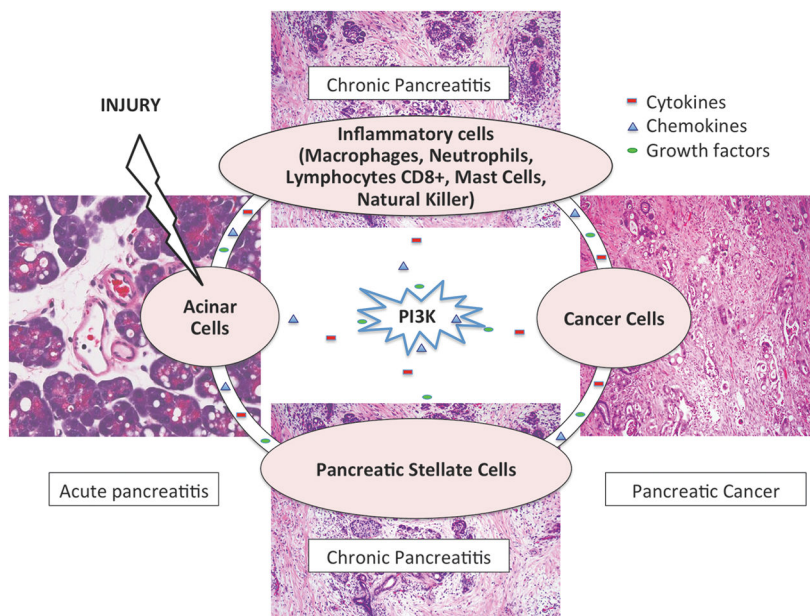 Chronic Pancreatitis
INJURY
Cytokines
Chemokines
Growth factors
Inflammatory cells
(Macrophages, Neutrophils,
Lymphocytes CD8+, Mast Cells,
Natural Killer)
Acinar
Cells
PI3K
Cancer Cells
Pancreatic Stellate Cells
Acute pancreatitis
Pancreatic Cancer
Chronic Pancreatitis